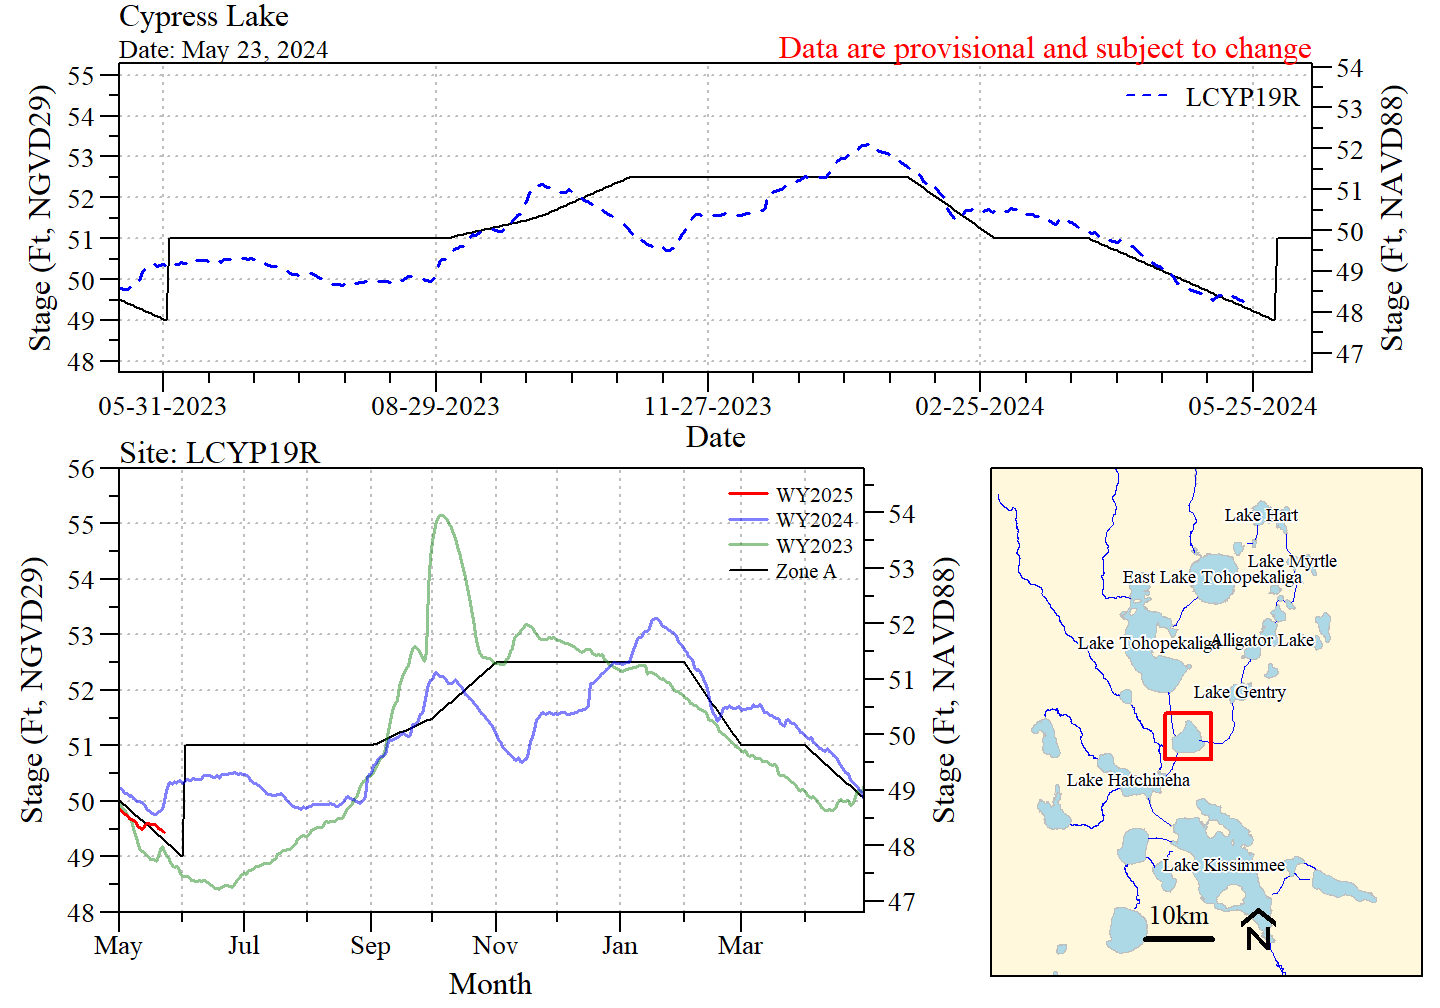 Cypress Lake
Date: May 23, 2024
Data are provisional and subject to change
55
54
53
52
51
50
49
48
Stage (Ft, NGVD29)
LCYP19R
54
53
52
51
50
49
48
47
Stage (Ft, NAVD88)
05-31-2023 08-29-2023 11-27-2023 02-25-2024 05-25-2024
Date
Site: LCYP19R
56
55
54
53
52
51
50
49
48
Stage (Ft, NGVD29)
WY2025
WY2024
WY2023
Zone A
54
53
52
51
50
49
48
47
Stage (Ft, NAVD88)
May Jul Sep Nov Jan Mar
Month
Lake Hart
Lake Myrtle
East Lake Tohopekaliga
Lake Tohopekaliga
Alligator Lake
Lake Gentry
Lake Hatchineha
Lake Kissimmee
10km
N